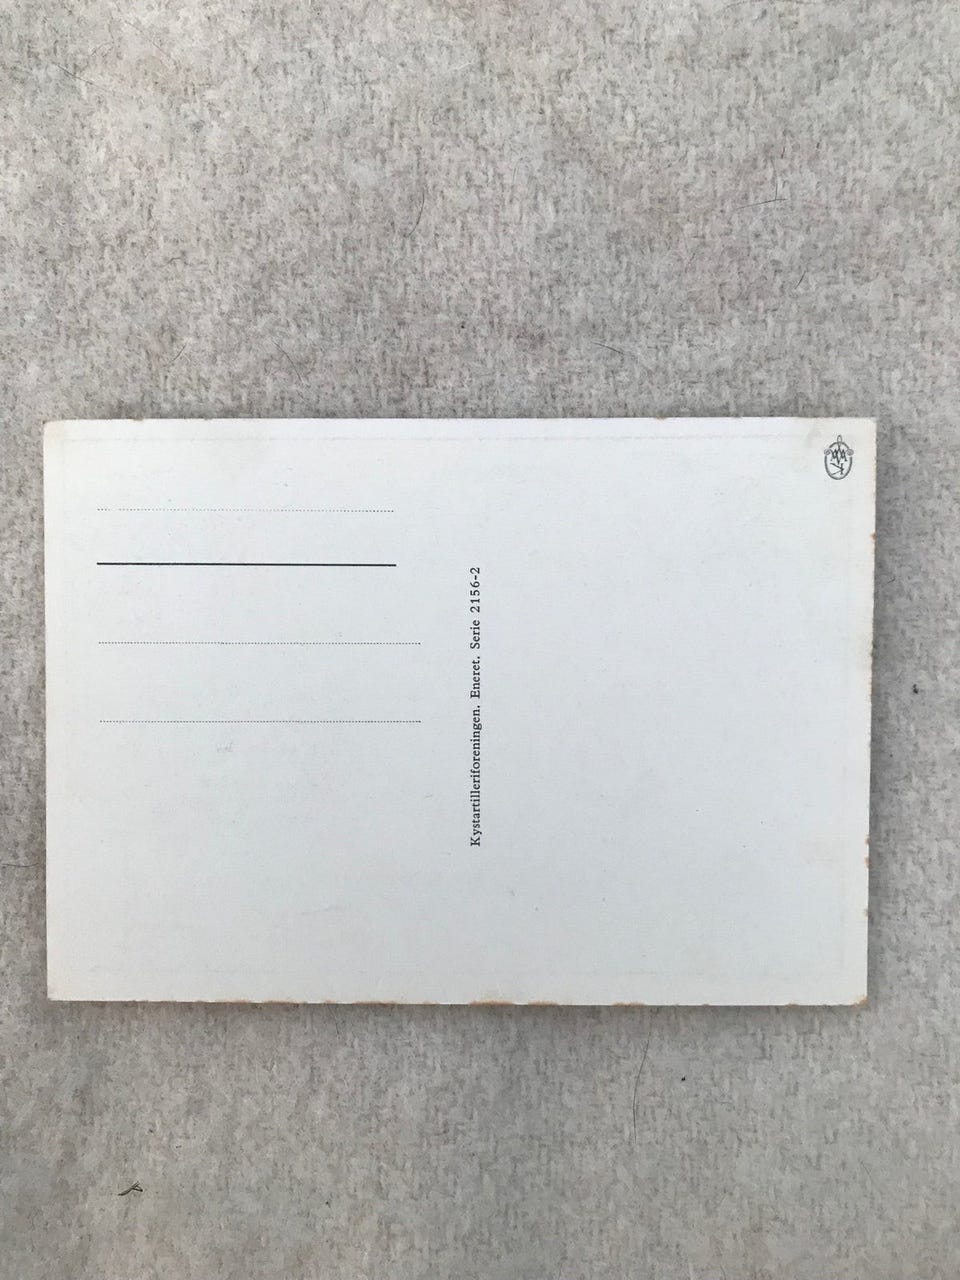 Kystartilleriforeningen. Eneret. Serie 2156-2